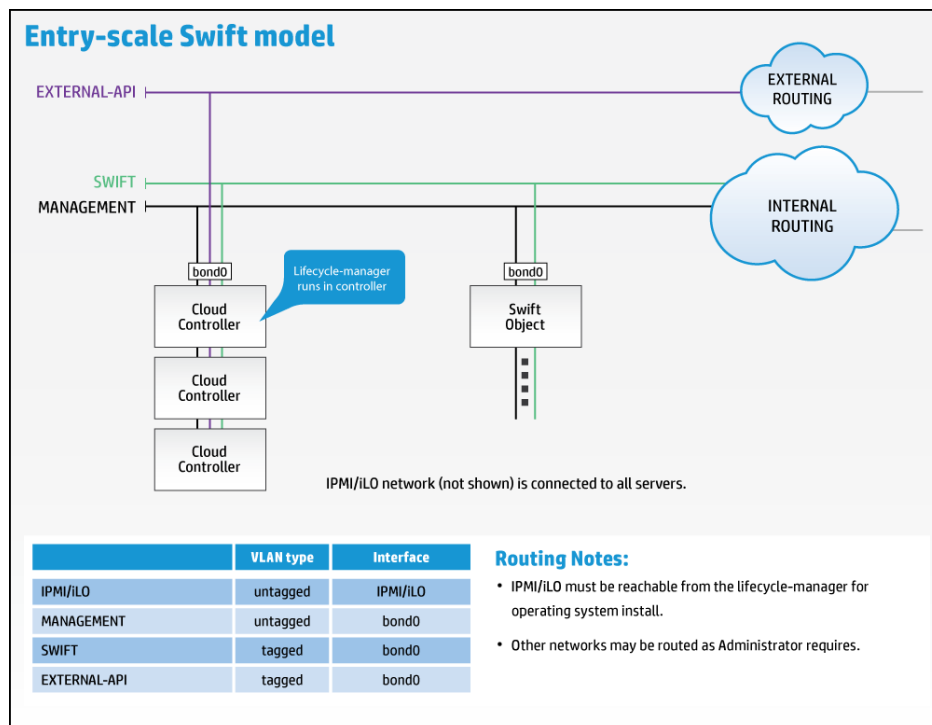 Entry-scale Swift model
EXTERNAL-API
EXTERNAL
ROUTING
SWIFT
MANAGEMENT
INTERNAL
ROUTING
bond0
Lifecycle-manager
runs in controller
bond0
Cloud
Controller
Swift
Object
Cloud
Controller
Cloud
Controller
IPMI/iLO network (not shown) is connected to all servers.
VLAN type Interface
IPMI/iLO untagged IPMI/iLO
MANAGEMENT untagged bond0
SWIFT tagged bond0
EXTERNAL-API tagged bond0
Routing Notes:
• IPMI/iLO must be reachable from the lifecycle-manager for
operating system install.
• Other networks may be routed as Administrator requires.